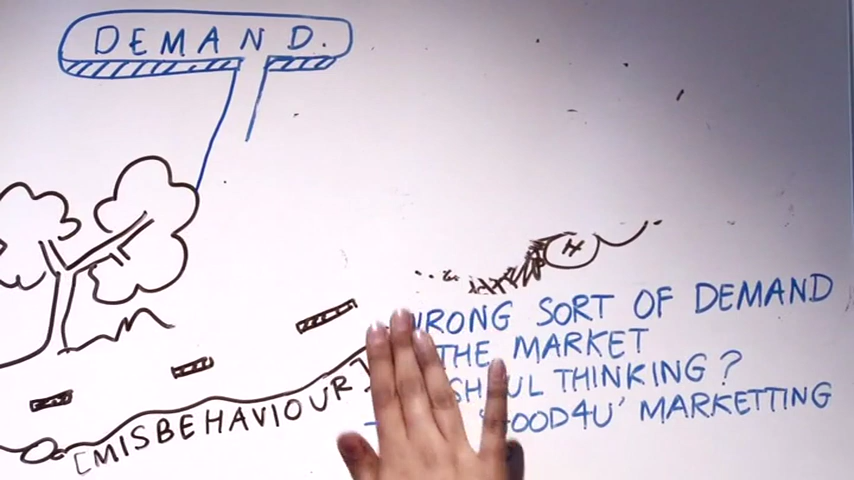 DEMAND.
WRONG SORT OF DEMAND
THE MARKET
THINKING?
MARKETTING
[MISBEHAVIOUR]